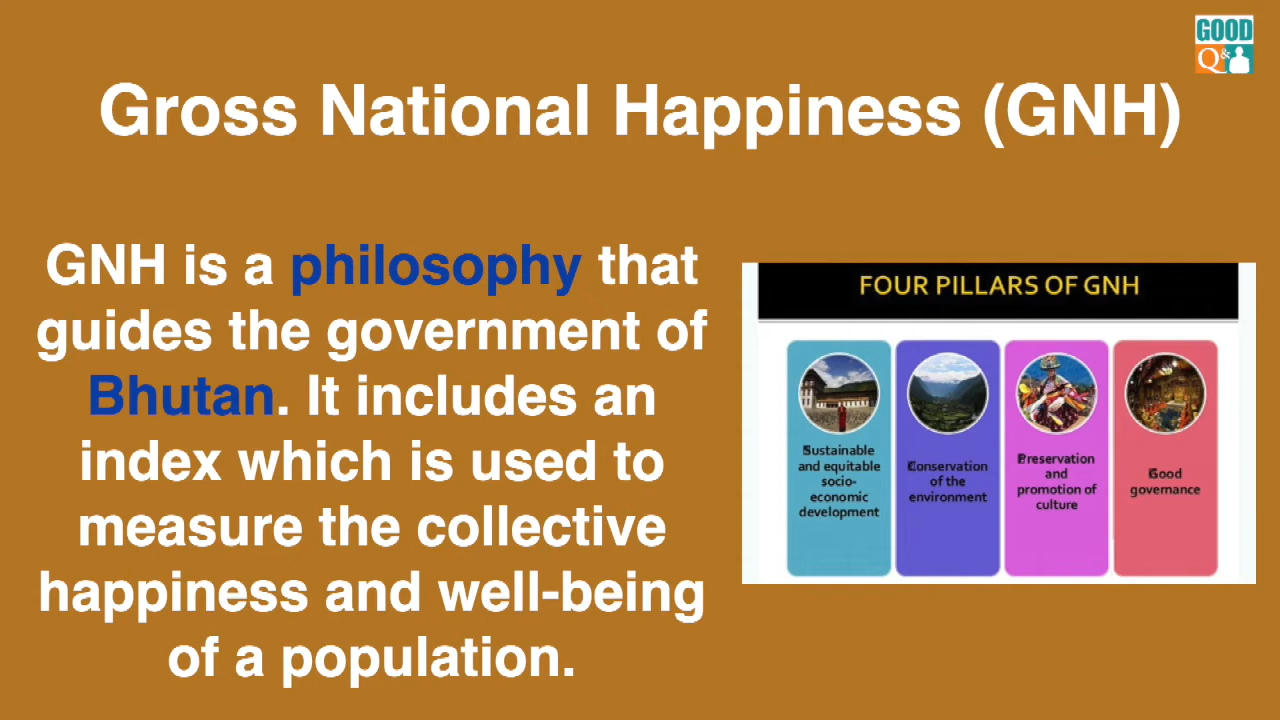 GOOD
Q&
Gross National Happiness (GNH)
GNH is a philosophy that
guides the government of
Bhutan. It includes an
index which is used to
measure the collective
happiness and well-being
of a population.
FOUR PILLARS OF GNH
Sustainable
and equitable
socio-
economic
development
Conservation
of the
environment
Preservation
and
promotion of
culture
Good
governance